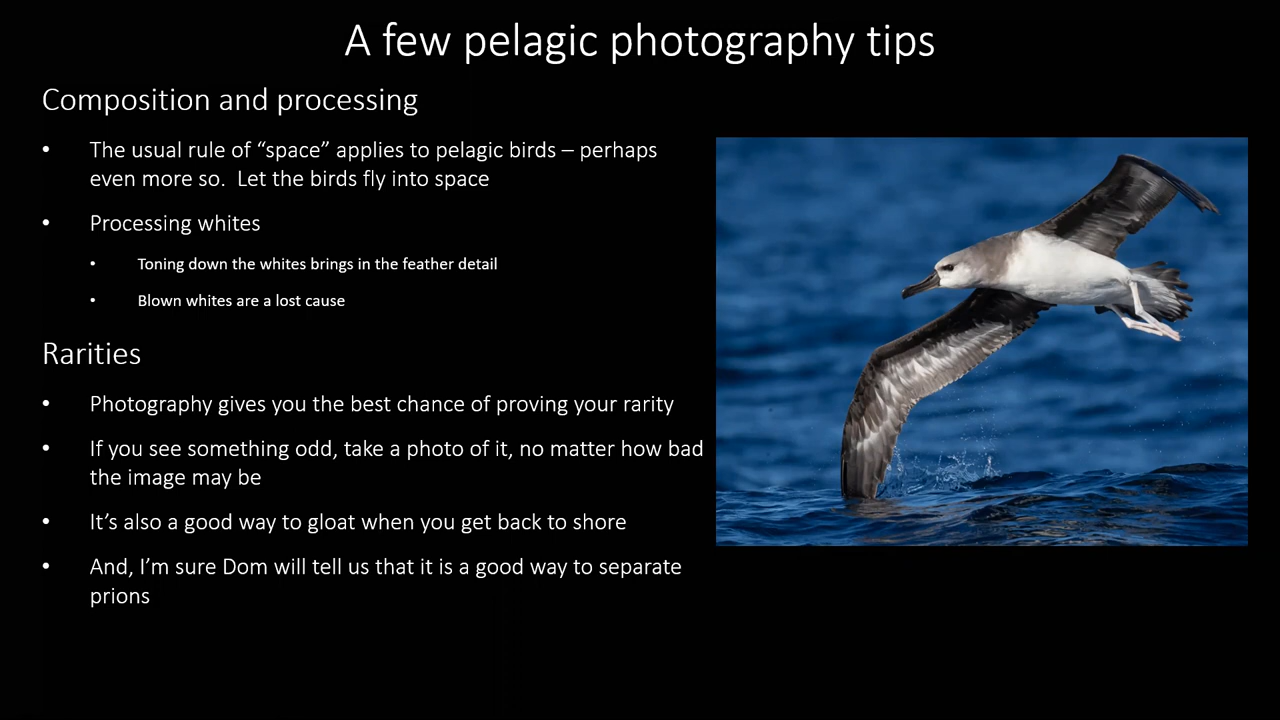 A few pelagic photography tips
Composition and processing
• The usual rule of “space” applies to pelagic birds – perhaps
even more so.  Let the birds fly into space
• Processing whites
• Toning down the whites brings in the feather detail
• Blown whites are a lost cause
Rarities
• Photography gives you the best chance of proving your rarity
• If you see something odd, take a photo of it, no matter how bad
the image may be
• It’s also a good way to gloat when you get back to shore
• And, I’m sure Dom will tell us that it is a good way to separate
prions